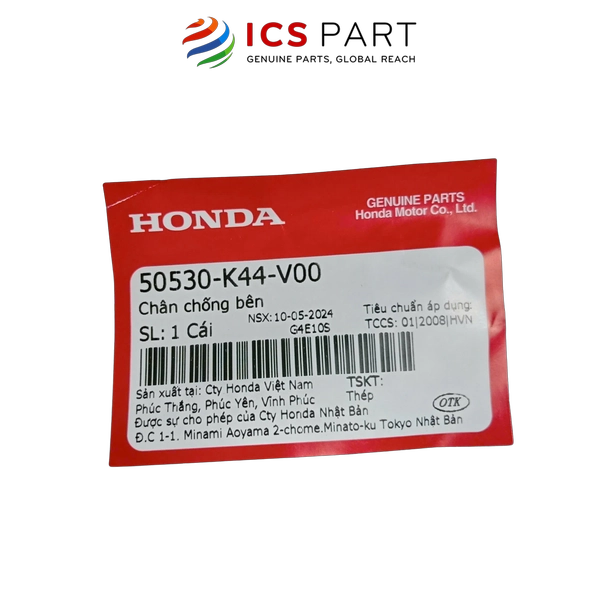 ICS PART
GENUINE PARTS, GLOBAL REACH
HONDA
GENUINE PARTS
Honda Motor Co., Ltd.
50530-K44-V00
Chân chống bên
SL: 1 Cái
NSX:10-05-2024
G4E10S
Tiêu chuẩn áp dụng:
TCCS: 01|2008|HVN
Sản xuất tại: Cty Honda Việt Nam
Phúc Thắng, Phúc Yên, Vĩnh Phúc
Được sự cho phép của Cty Honda Nhật Bản
Đ.C 1-1. Minami Aoyama 2-chome.Minato-ku Tokyo Nhật Bản
TSKT:
Thép
OTK